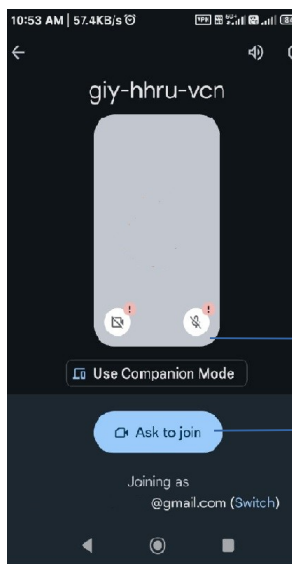 10:53 AM | 57.4KB/s
giy-hhru-vcn
Use Companion Mode
Ask to join
Joining as
@gmail.com (Switch)